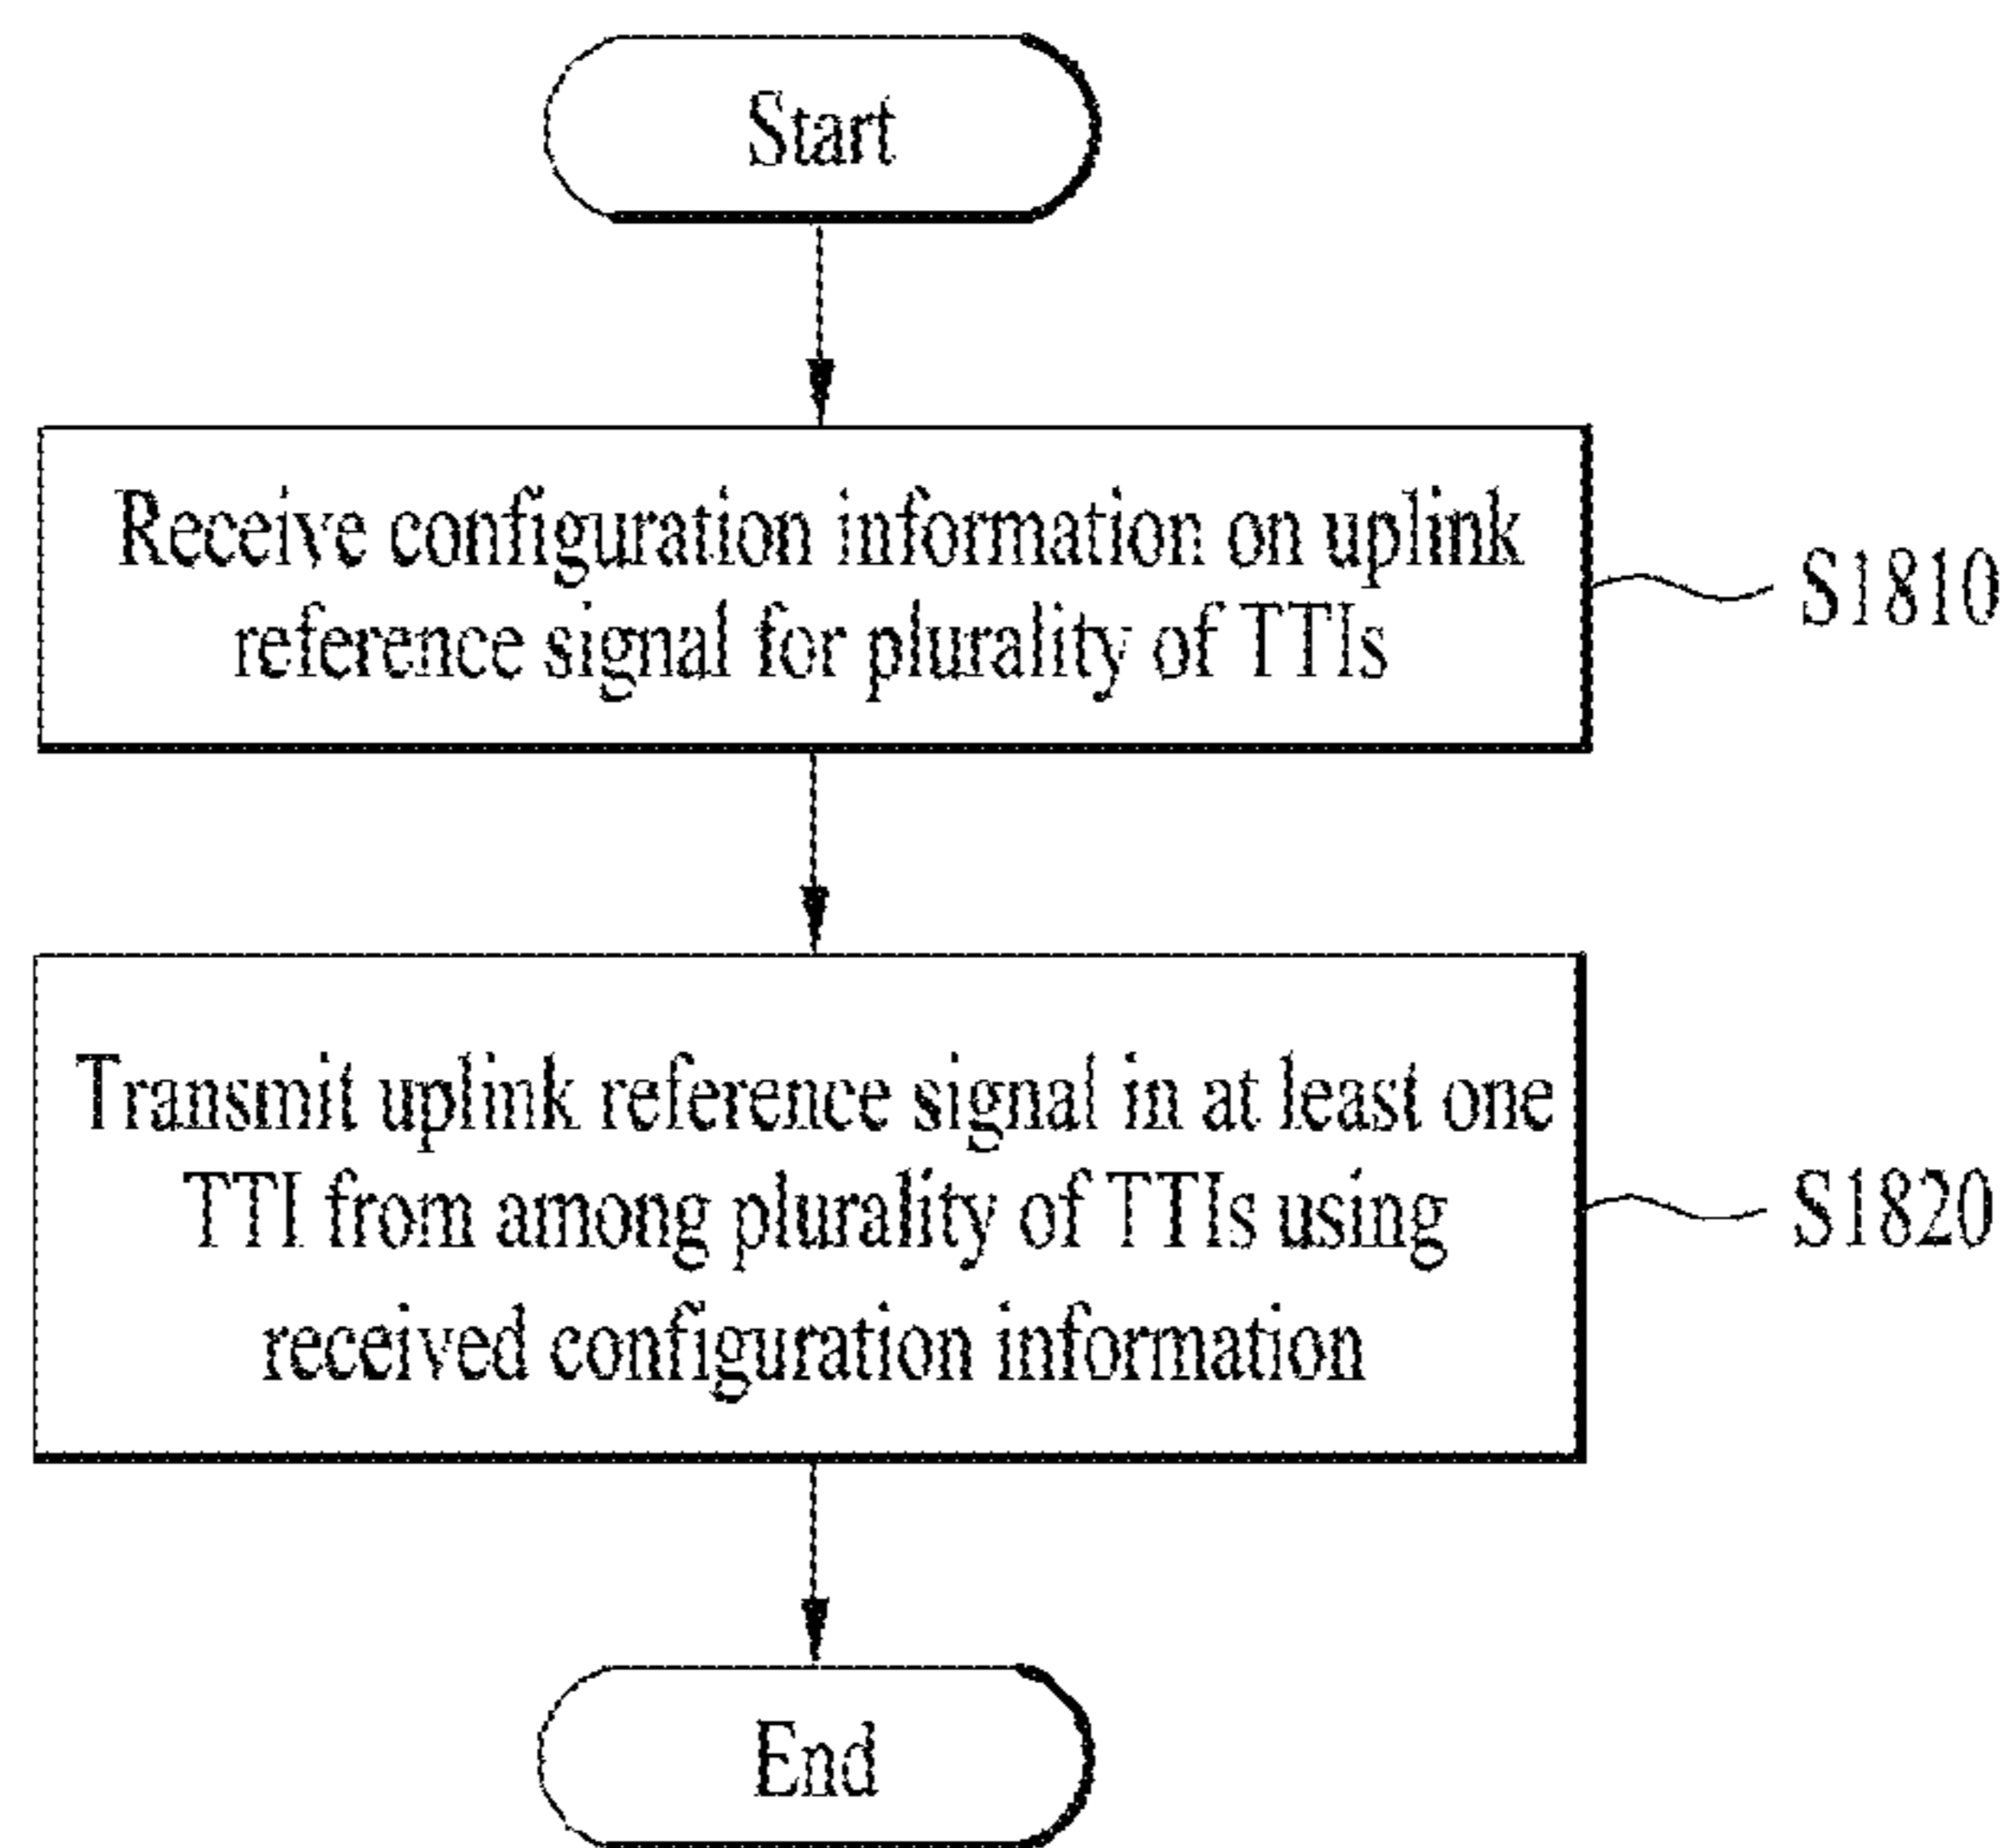 Start
Receive configuration information on uplink
reference signal for plurality of TTIs
S1810
Transmit uplink reference signal in at least one
TTI from among plurality of TTIs using
received configuration information
S1820
End